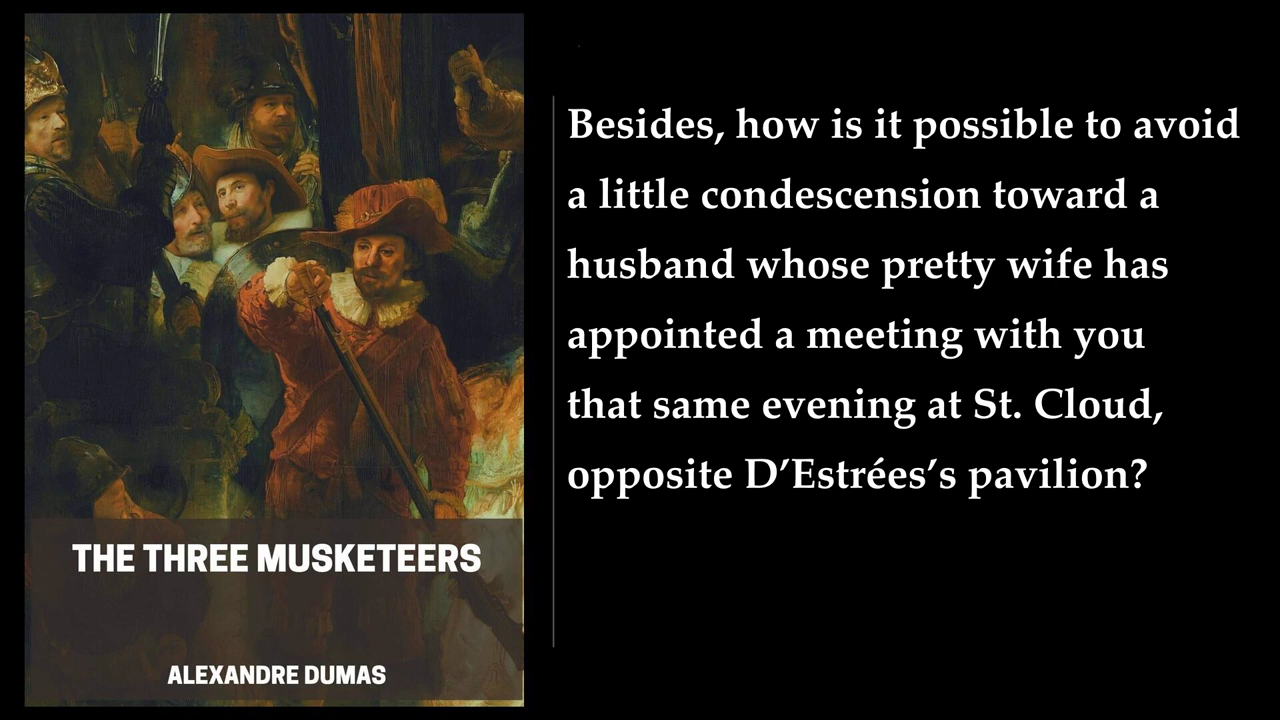 THE THREE MUSKETEERS
ALEXANDRE DUMAS
Besides, how is it possible to avoid
a little condescension toward a
husband whose pretty wife has
appointed a meeting with you
that same evening at St. Cloud,
opposite D’Estrées’s pavilion?